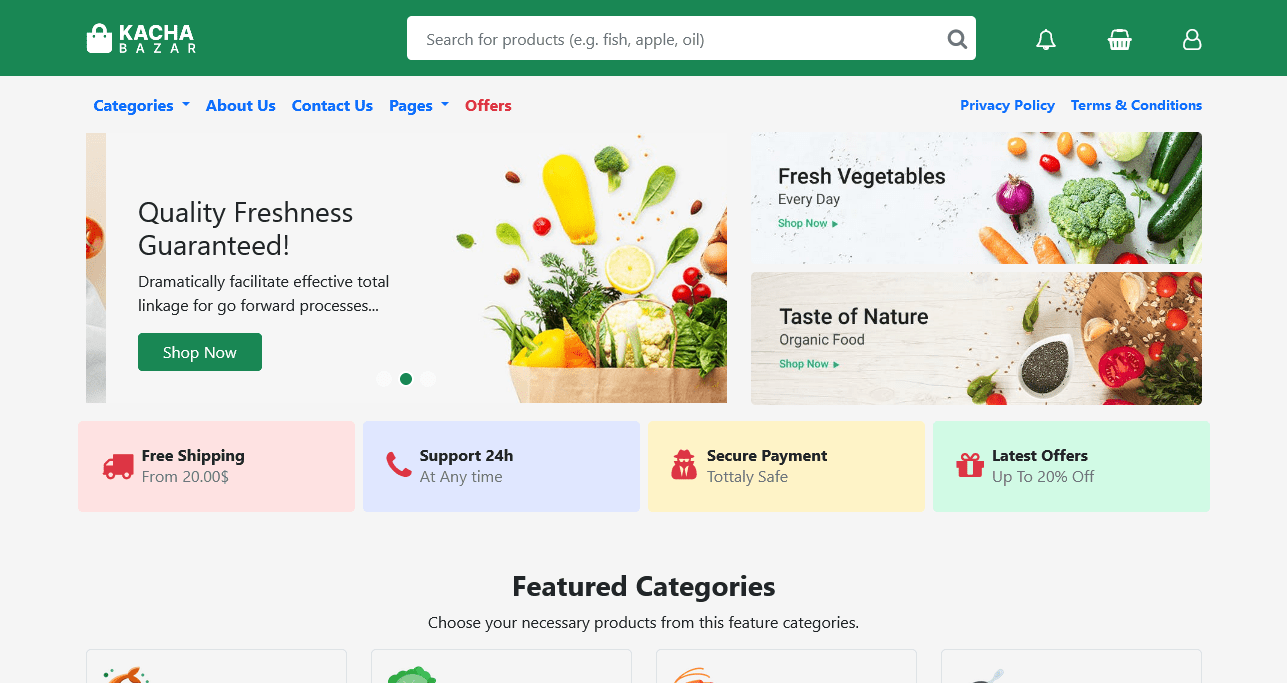 KACHA
BAZAR
Search for products (e.g. fish, apple, oil)
Categories
About Us
Contact Us
Pages
Offers
Privacy Policy
Terms & Conditions
Quality Freshness
Guaranteed!
Dramatically facilitate effective total
linkage for go forward processes...
Shop Now
Fresh Vegetables
Every Day
Shop Now
Taste of Nature
Organic Food
Shop Now
Free Shipping
From 20.00$
Support 24h
At Any time
Secure Payment
Tottaly Safe
Latest Offers
Up To 20% Off
Featured Categories
Choose your necessary products from this feature categories.